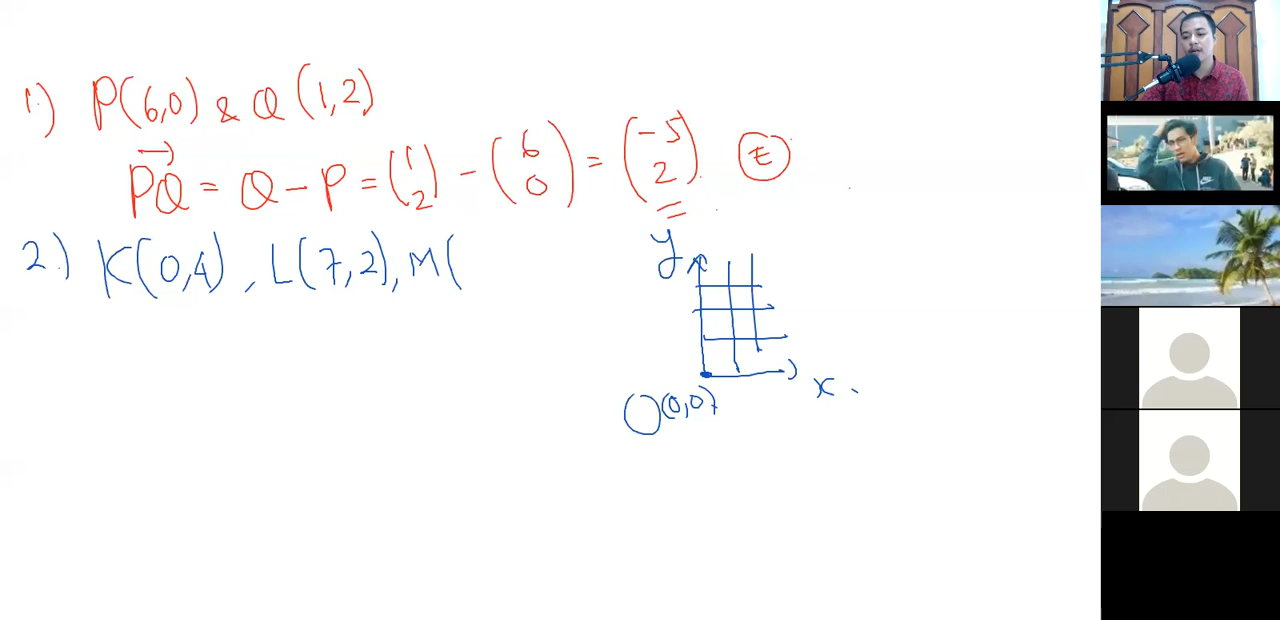 1.) P(6,0) & Q (1,2)
PQ→ = Q - P = (1 2) - (6 0) = (-5 2) E
2.) K(0,4), L(7,2), M(
y
x
O(0,0)